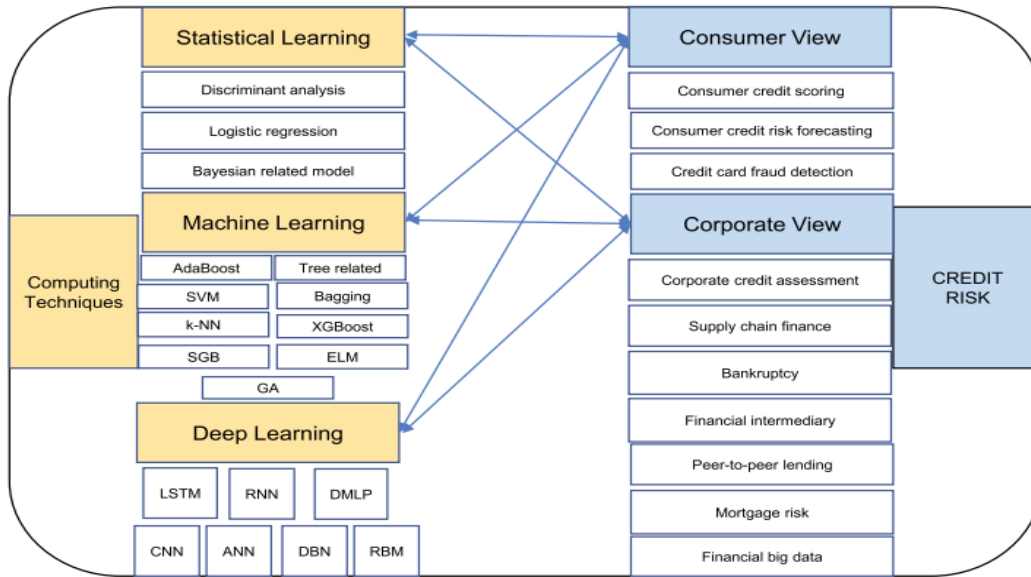 Statistical Learning
Discriminant analysis
Logistic regression
Bayesian related model
Machine Learning
AdaBoost
Tree related
SVM
Bagging
k-NN
XGBoost
SGB
ELM
GA
Deep Learning
LSTM
RNN
DMLP
CNN
ANN
DBN
RBM
Computing
Techniques
Consumer View
Consumer credit scoring
Consumer credit risk forecasting
Credit card fraud detection
Corporate View
Corporate credit assessment
Supply chain finance
Bankruptcy
Financial intermediary
Peer-to-peer lending
Mortgage risk
Financial big data
CREDIT
RISK